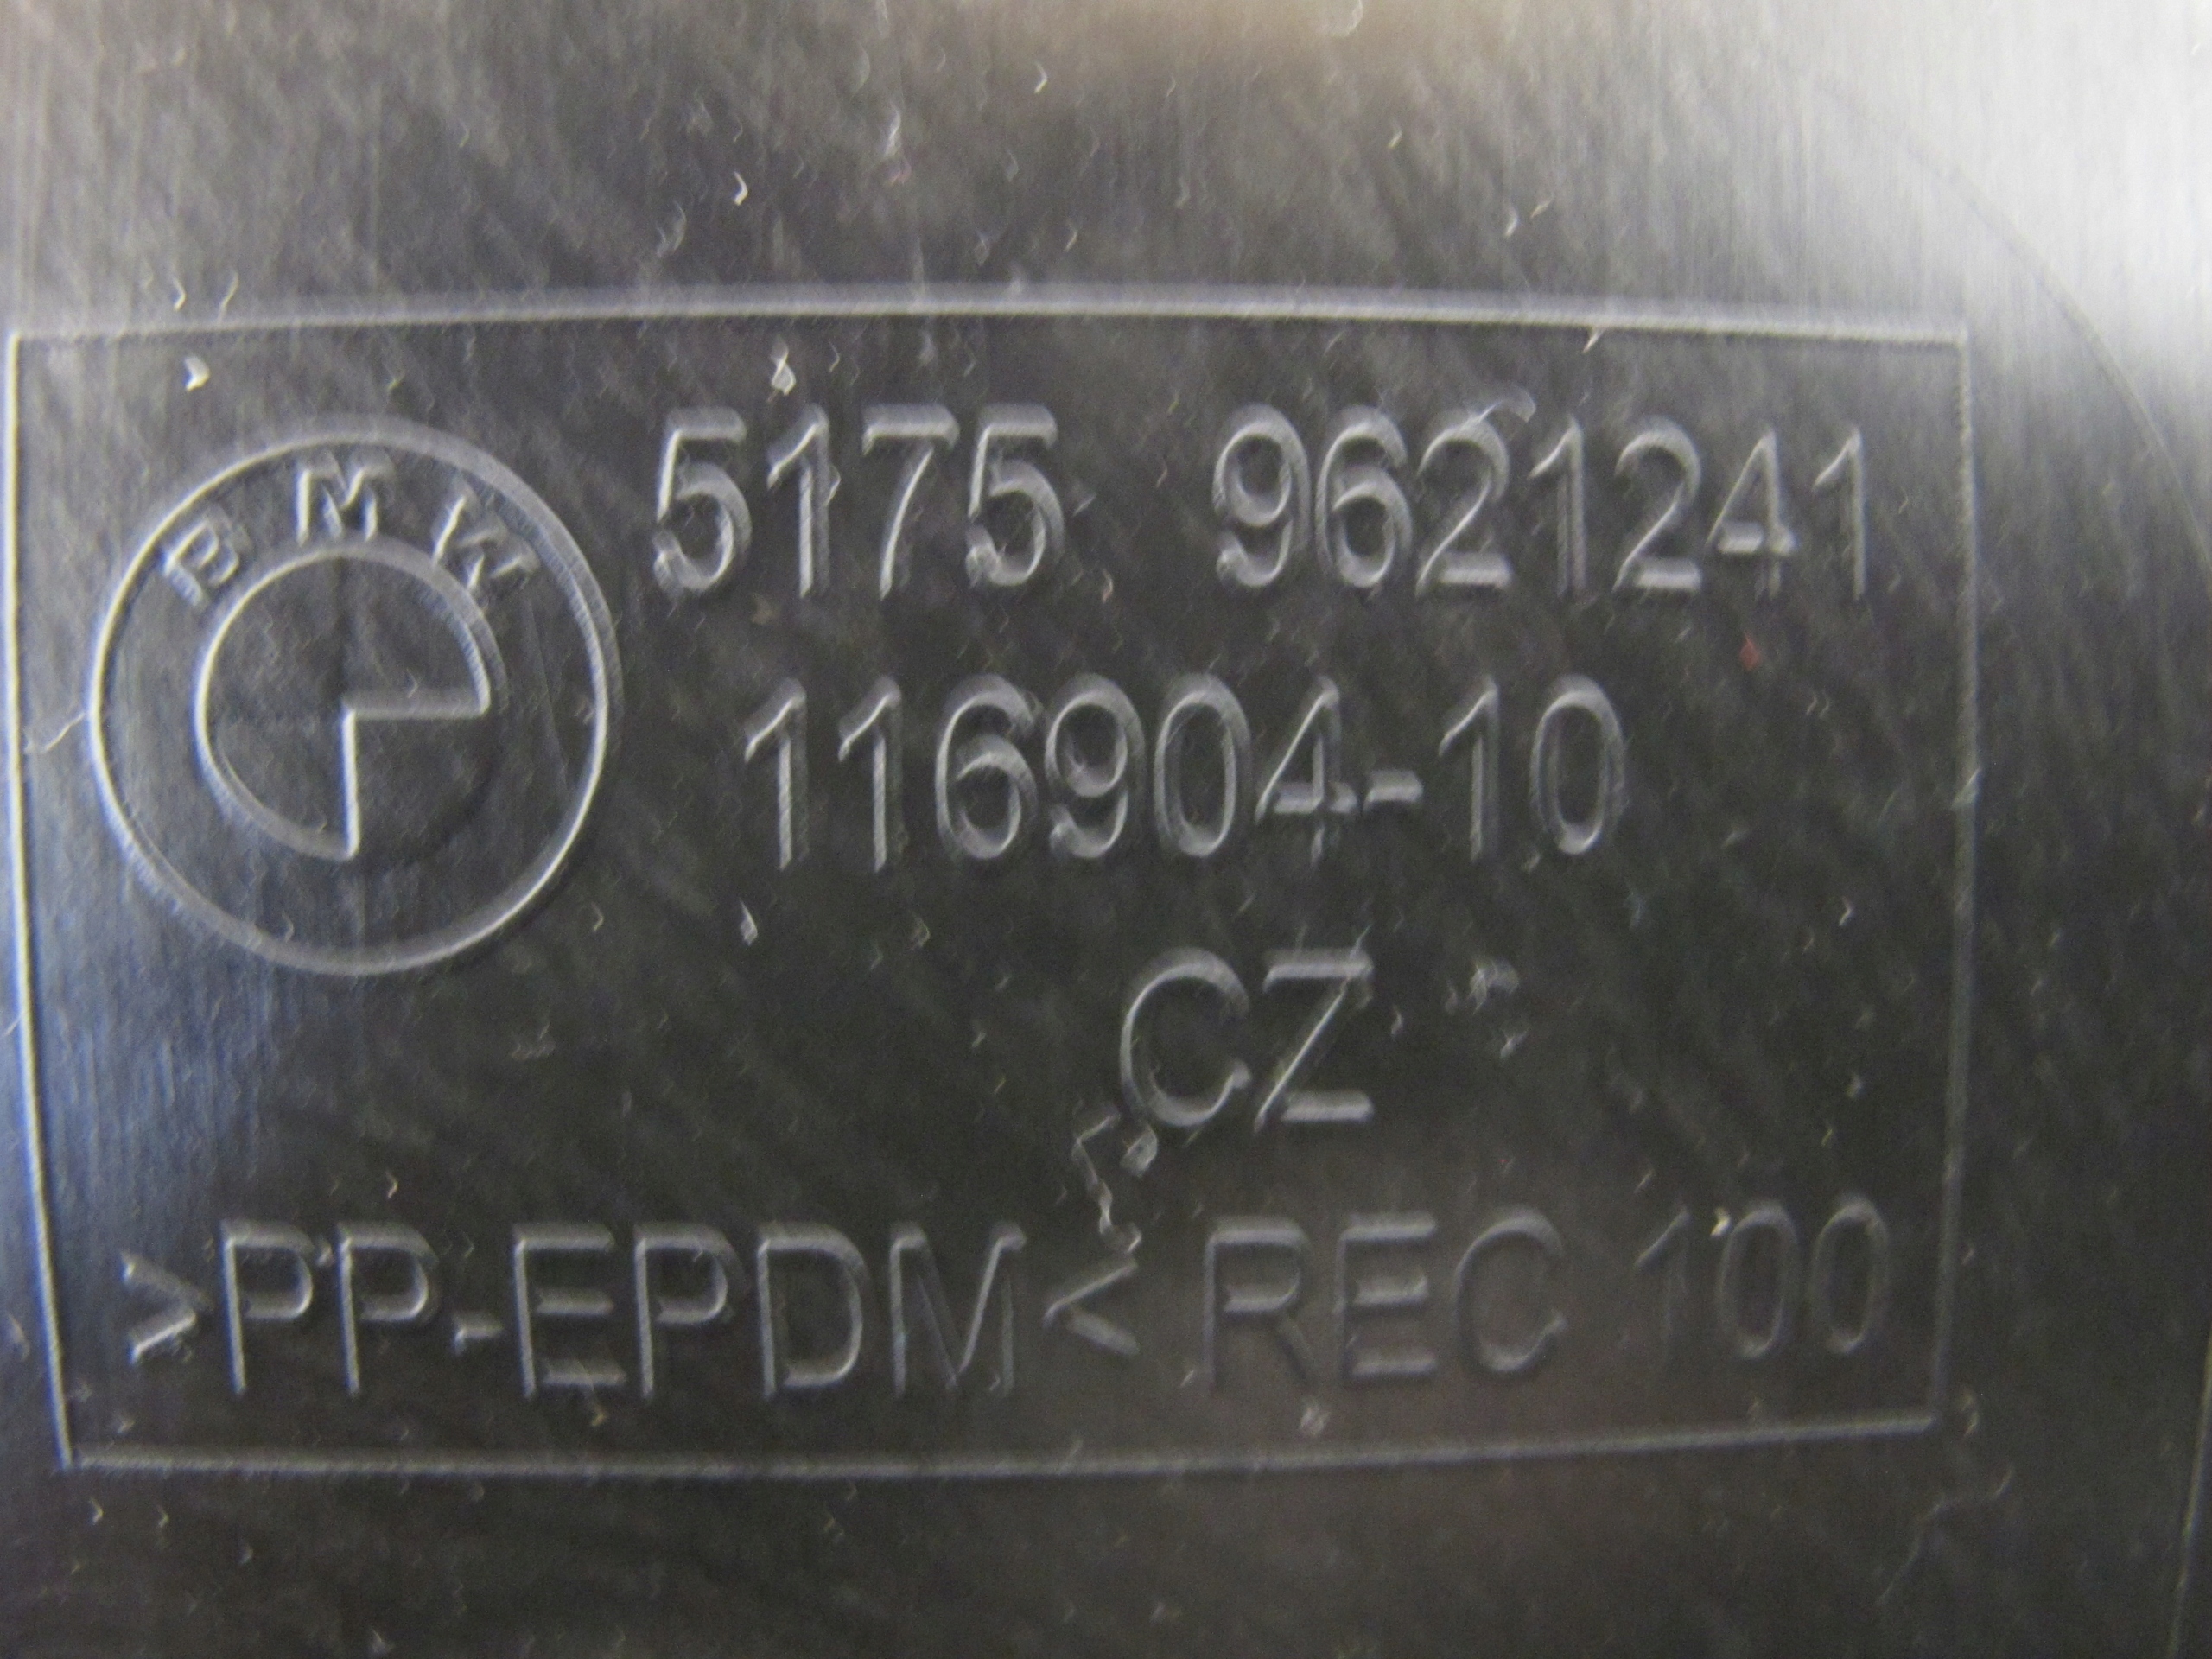 BMW
5175 9621241
116904-10
CZ
>PP-EPDM< REC 100